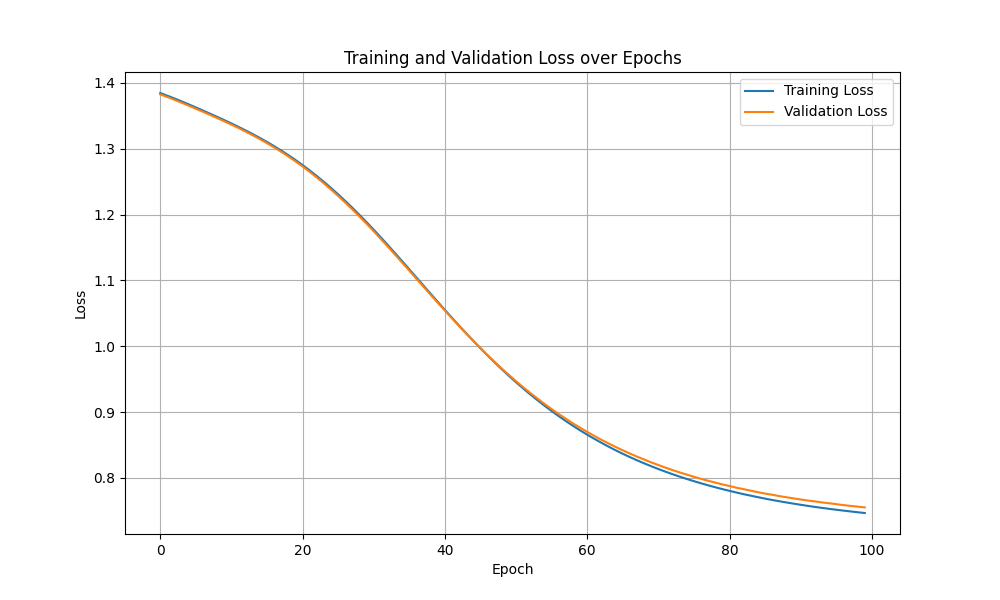 Training and Validation Loss over Epochs
Training Loss
Validation Loss
1.4
1.3
1.2
1.1
1.0
0.9
0.8
Loss
0 20 40 60 80 100
Epoch